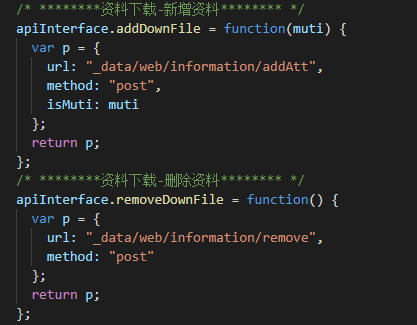 /* ********资料下载-新增资料******** */
apiInterface.addDownFile = function(muti) {
var p = {
url: "_data/web/information/addAtt",
method: "post",
isMuti: muti
};
return p;
};
/* ********资料下载-删除资料******** */
apiInterface.removeDownFile = function() {
var p = {
url: "_data/web/information/remove",
method: "post"
};
return p;
};